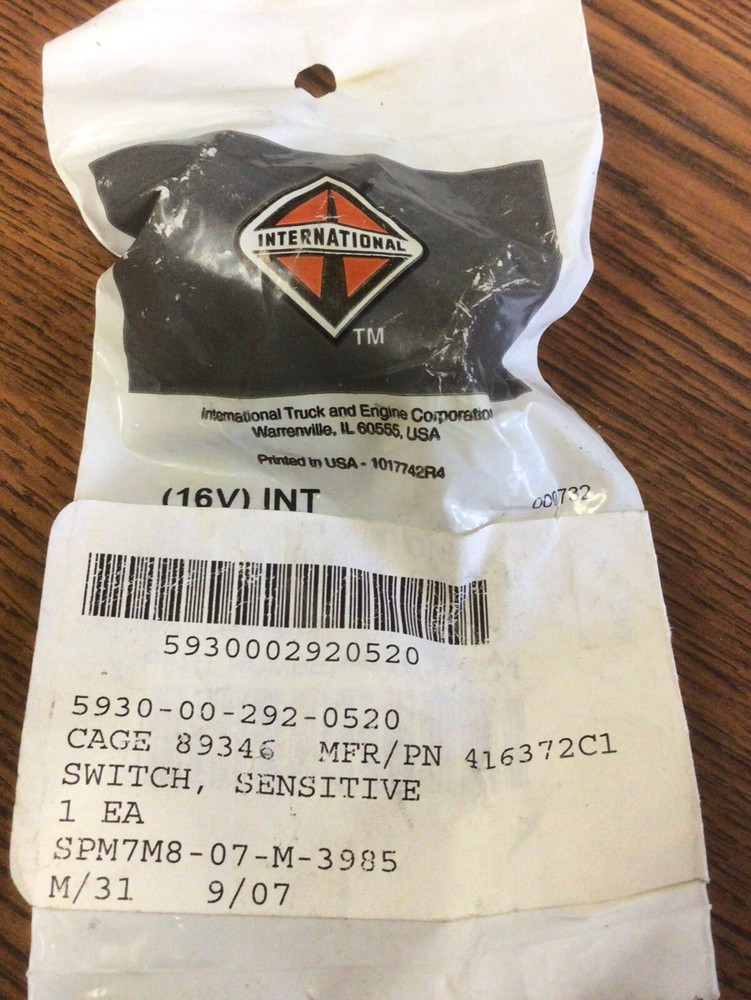 INTERNATIONAL
TM
International Truck and Engine Corporation
Warrenville, IL 60555, USA
Printed in USA - 1017742R4
(16V) INT
5930002920520
5930-00-292-0520
CAGE 89346 MFR/PN 416372C1
SWITCH, SENSITIVE
1 EA
SPM7M8-07-M-3985
M/31 9/07